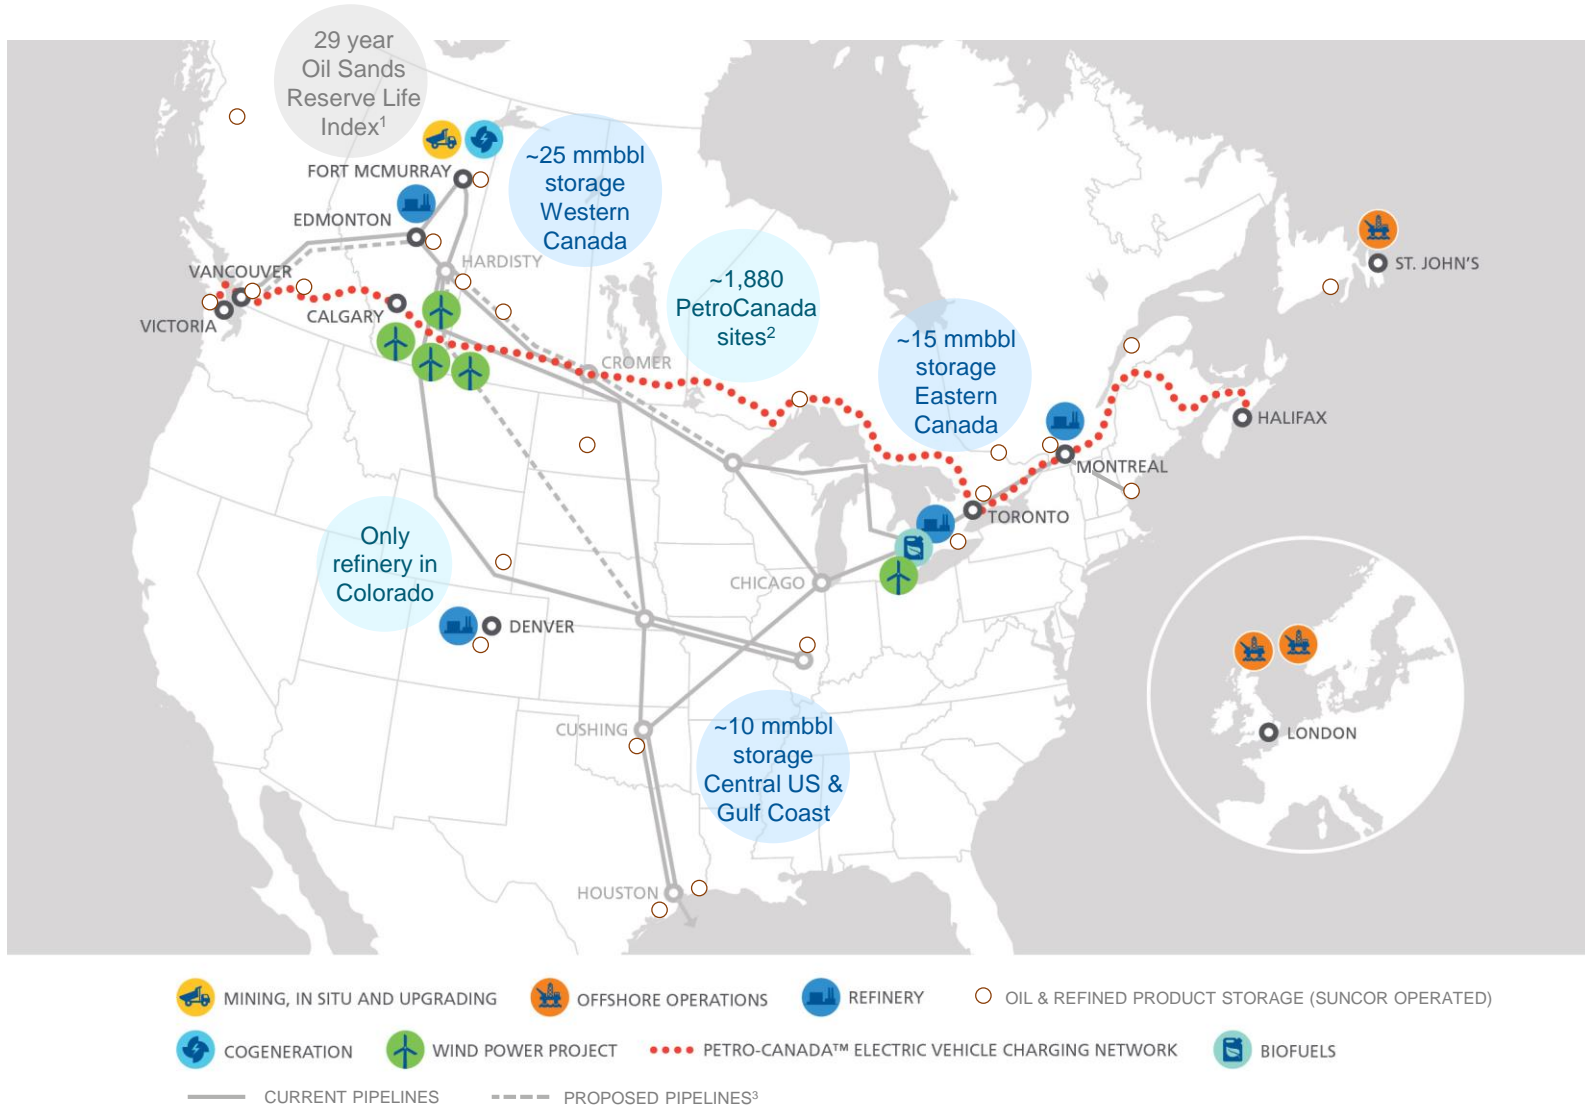 29 year
Oil Sands
Reserve Life
Index¹
FORT MCMURRAY
~25 mmbbl
storage
Western
Canada
EDMONTON
HARDISTY
VANCOUVER
VICTORIA
CALGARY
~1,880
PetroCanada
sites²
CROMER
~15 mmbbl
storage
Eastern
Canada
ST. JOHN'S
HALIFAX
MONTREAL
TORONTO
Only
refinery in
Colorado
CHICAGO
DENVER
CUSHING
~10 mmbbl
storage
Central US &
Gulf Coast
LONDON
HOUSTON
MINING, IN SITU AND UPGRADING
OFFSHORE OPERATIONS
REFINERY
OIL & REFINED PRODUCT STORAGE (SUNCOR OPERATED)
COGENERATION
WIND POWER PROJECT
PETRO-CANADA™ ELECTRIC VEHICLE CHARGING NETWORK
BIOFUELS
CURRENT PIPELINES
PROPOSED PIPELINES³